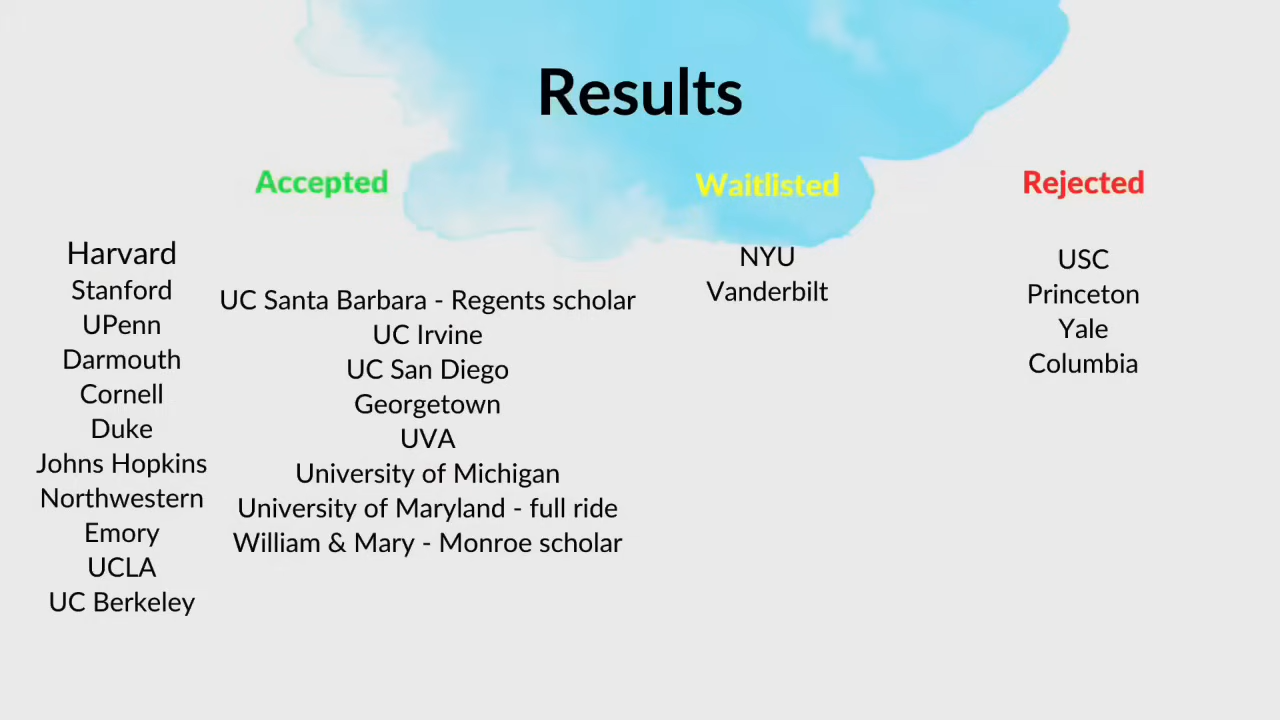 Results
Accepted
Waitlisted
Rejected
Harvard
Stanford
UPenn
Darmouth
Cornell
Duke
Johns Hopkins
Northwestern
Emory
UCLA
UC Berkeley
UC Santa Barbara - Regents scholar
UC Irvine
UC San Diego
Georgetown
UVA
University of Michigan
University of Maryland - full ride
William & Mary - Monroe scholar
NYU
Vanderbilt
USC
Princeton
Yale
Columbia